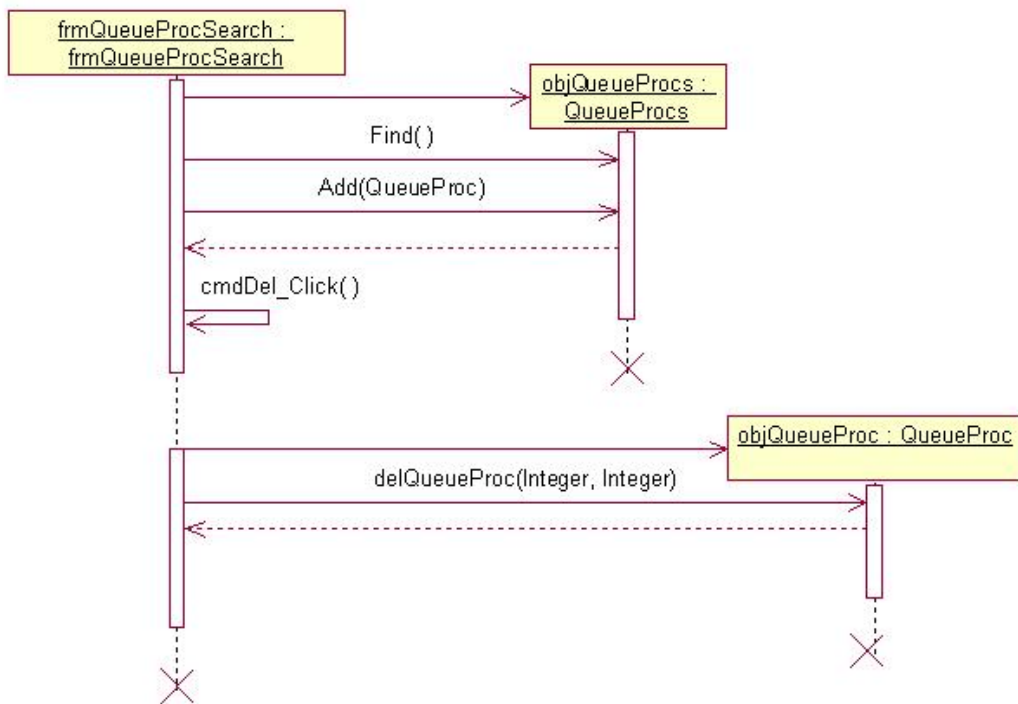 frmQueueProcSearch :
frmQueueProcSearch
objQueueProcs :
QueueProcs
Find( )
Add(QueueProc)
cmdDel_Click( )
objQueueProc : QueueProc
delQueueProc(Integer, Integer)